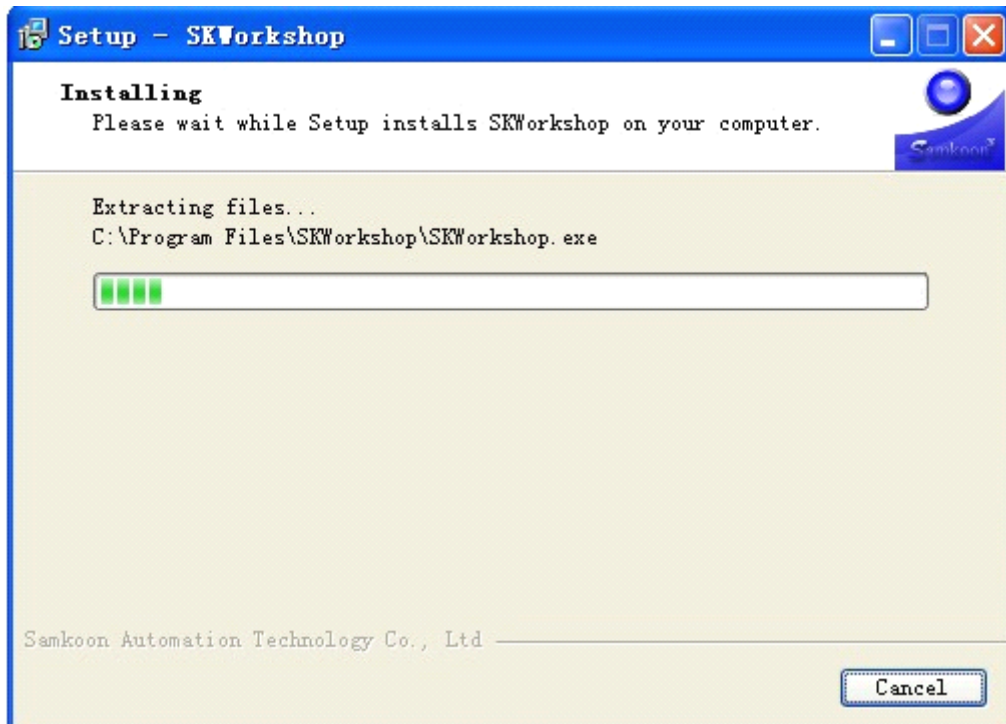 Setup - SKWorkshop
Installing
Please wait while Setup installs SKWorkshop on your computer.
Samkoon
Extracting files...
C:\Program Files\SKWorkshop\SKWorkshop.exe
Samkoon Automation Technology Co., Ltd
Cancel